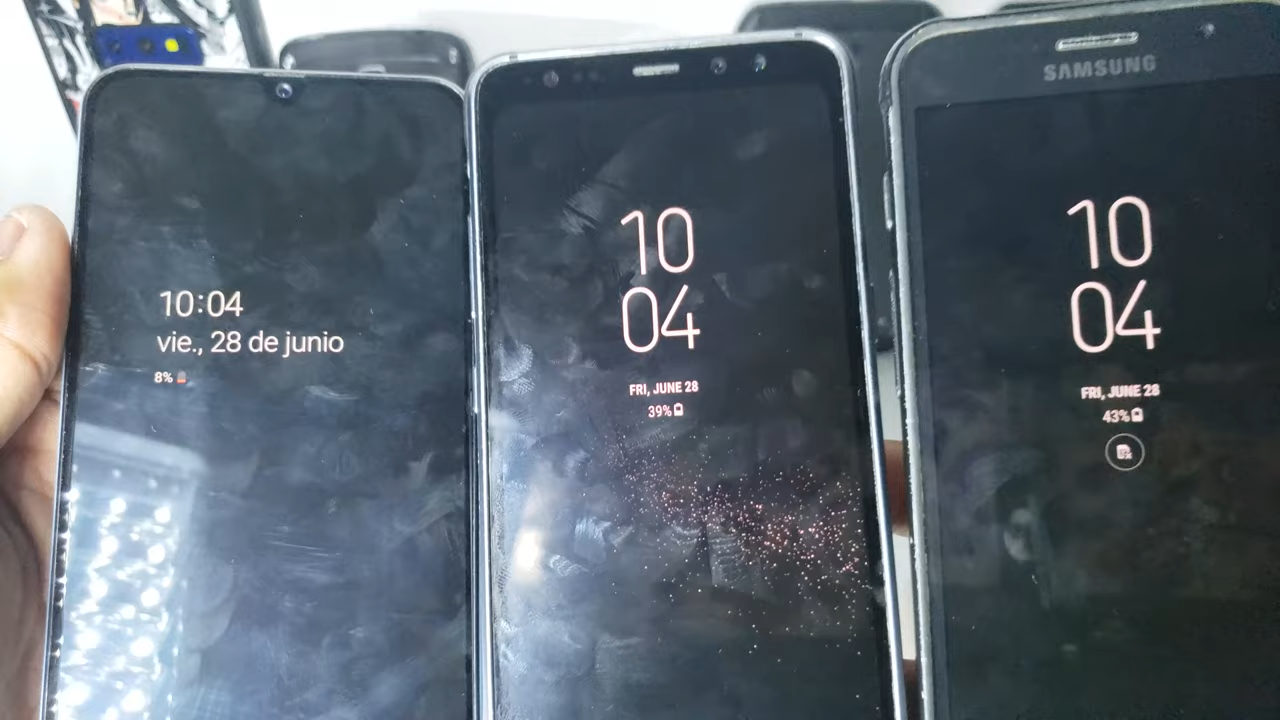 10:04
vie., 28 de junio
8%
10
04
FRI, JUNE 28
39%
SAMSUNG
10
04
FRI, JUNE 28
43%